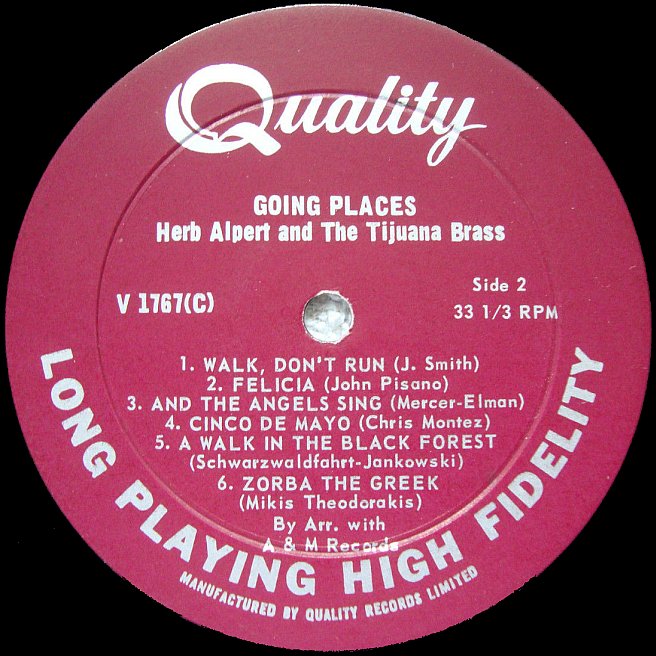 Quality
GOING PLACES
Herb Alpert and The Tijuana Brass
V 1767(C)
Side 2
33 1/3 RPM
1. WALK, DON'T RUN (J. Smith)
2. FELICIA (John Pisano)
3. AND THE ANGELS SING (Mercer-Elman)
4. CINCO DE MAYO (Chris Montez)
5. A WALK IN THE BLACK FOREST
(Schwarzwaldfahrt-Jankowski)
6. ZORBA THE GREEK
(Mikis Theodorakis)
By Arr. with
A & M Records
LONG PLAYING HIGH FIDELITY
MANUFACTURED BY QUALITY RECORDS LIMITED